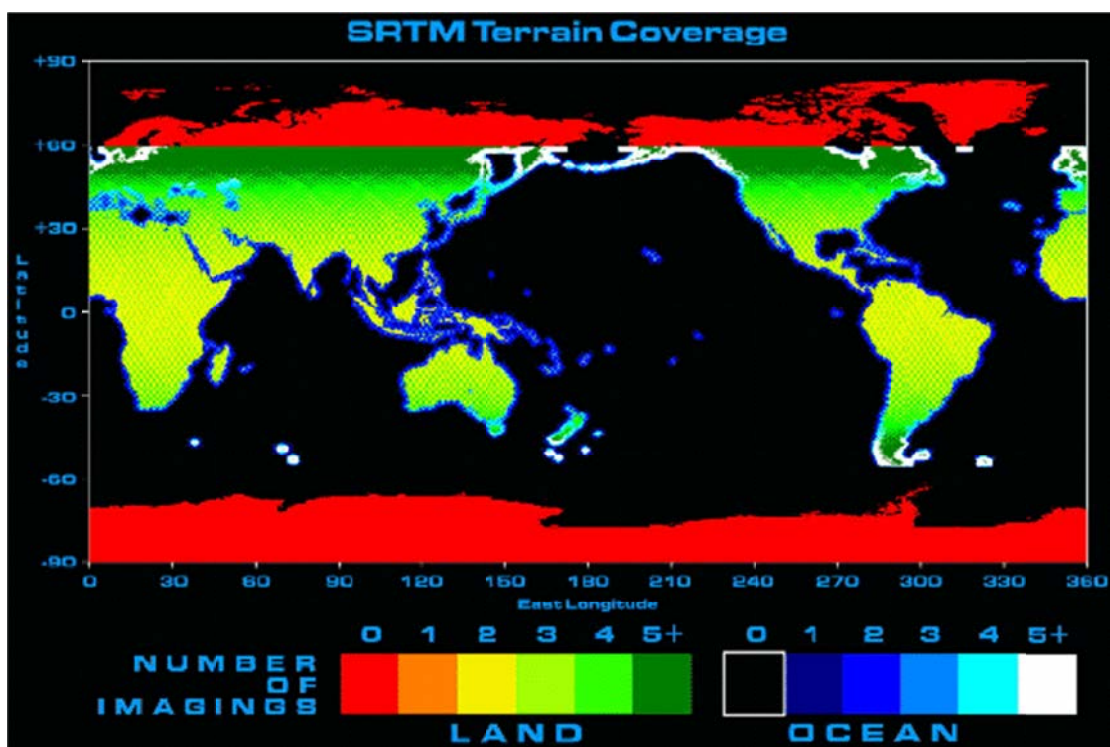 SRTM Terrain Coverage
+90
+60
+30
0
-30
-60
-90
Latitude
0 30 60 90 120 150 180 210 240 270 300 330 360
East Longitude
0 1 2 3 4 5+ 0 1 2 3 4 5+
NUMBER
OF
IMAGINGS
LAND OCEAN